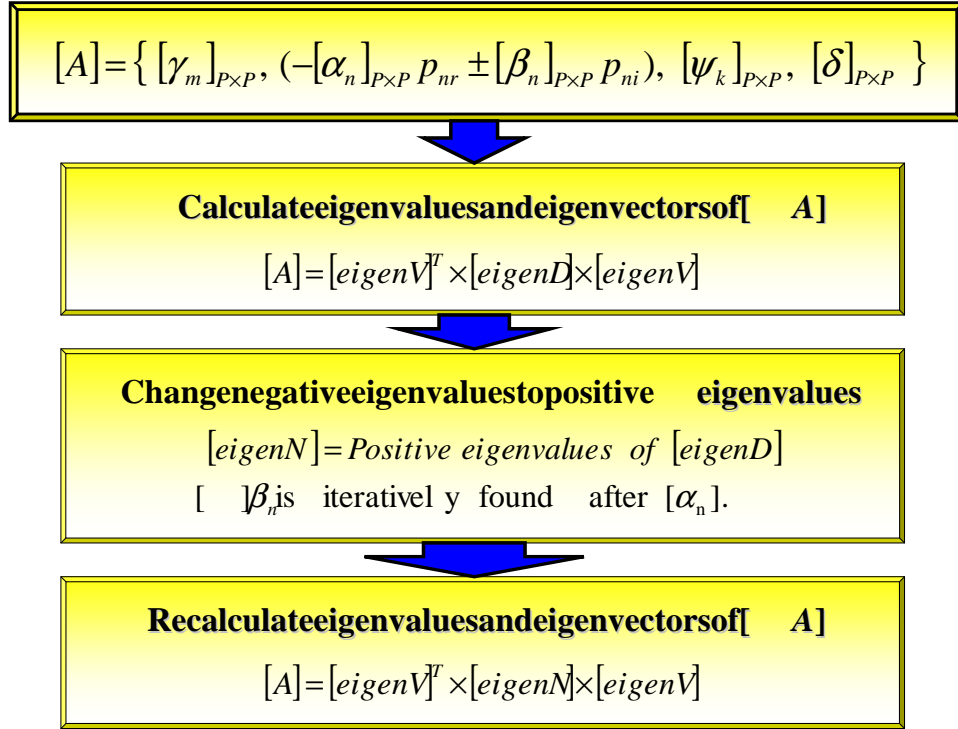 [A] = { [γ_m]_{P×P}, (−[α_n]_{P×P} p_{nr} ± [β_n]_{P×P} p_{ni}), [ψ_k]_{P×P}, [δ]_{P×P} }
Calculateeigenvaluesandeigenvectorsof[ A]
[A] = [eigenV]^T × [eigenD] × [eigenV]
Changenegativeeigenvaluestopositive eigenvalues
[eigenN] = Positive eigenvalues of [eigenD]
[ ]β_n is iterativel y found after [α_n].
Recalculateeigenvaluesandeigenvectorsof[ A]
[A] = [eigenV]^T × [eigenN] × [eigenV]